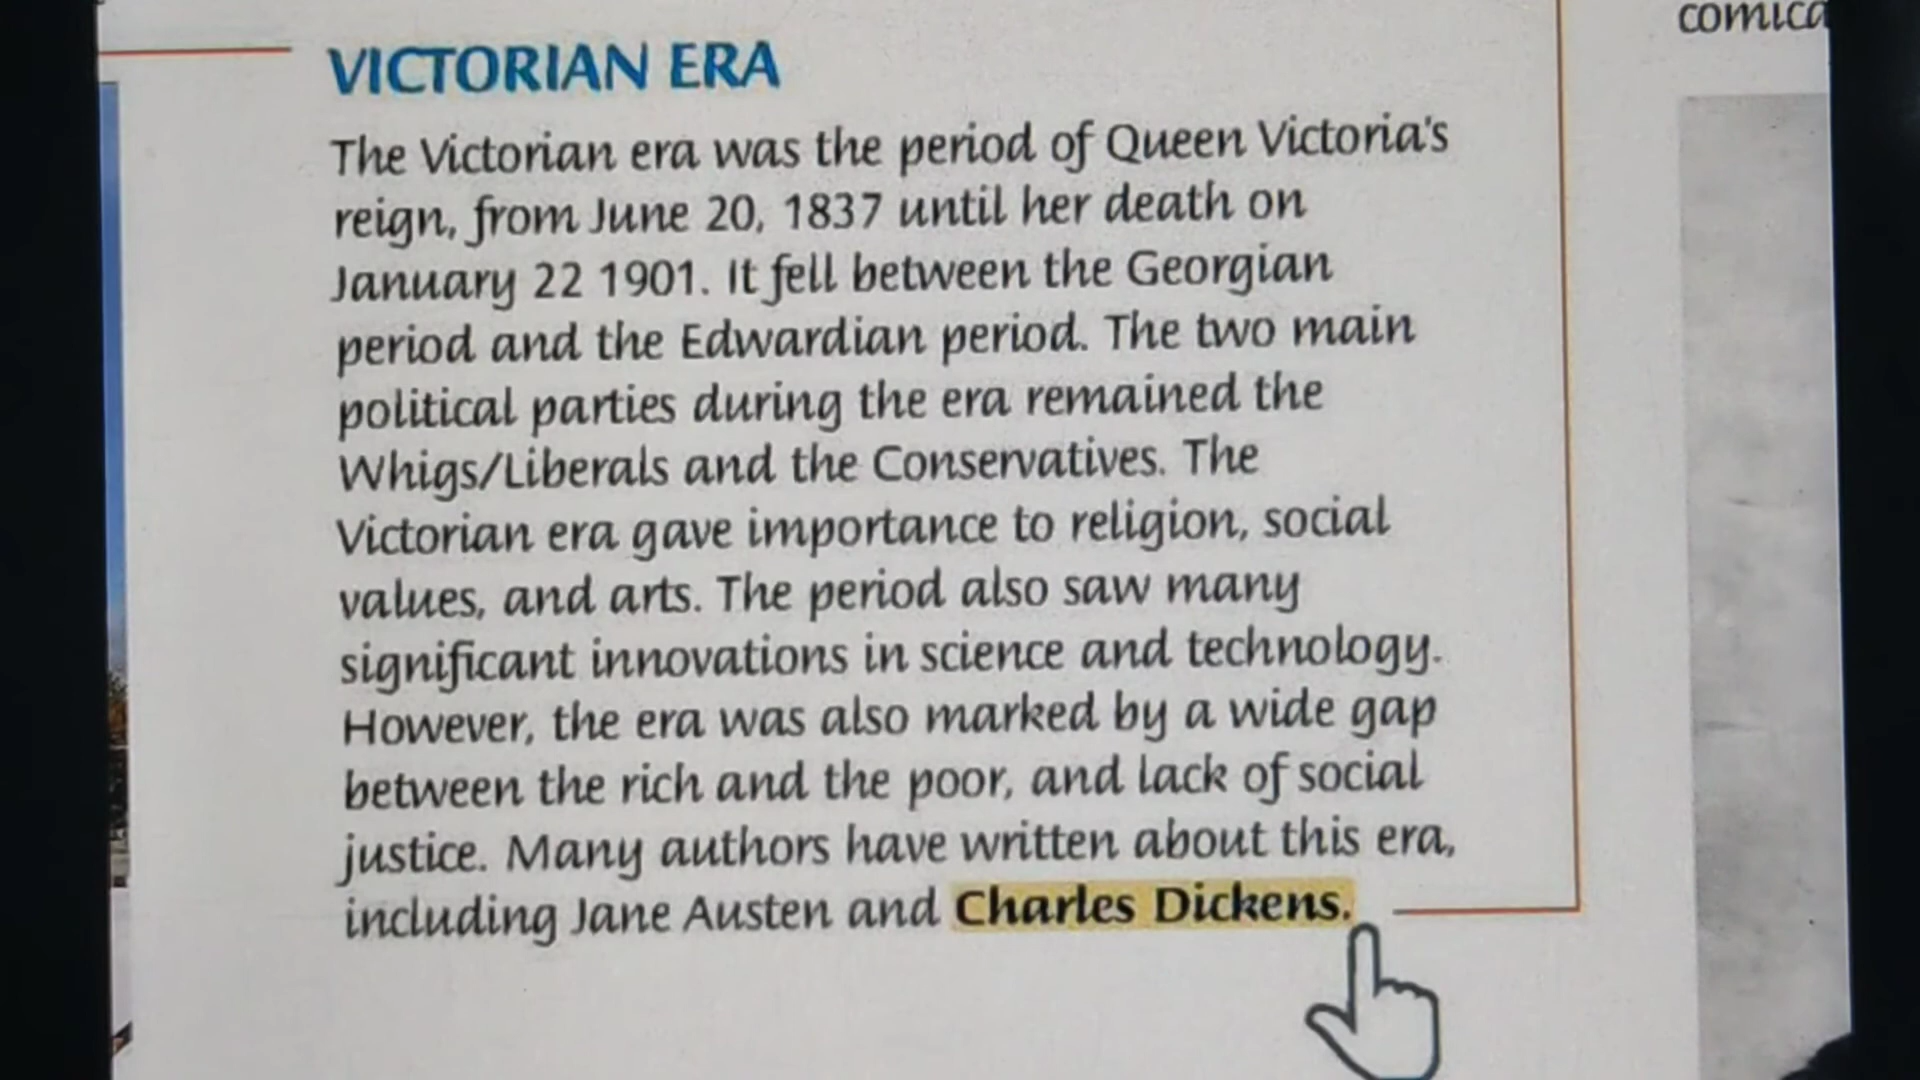 comica
VICTORIAN ERA
The Victorian era was the period of Queen Victoria's
reign, from June 20, 1837 until her death on
January 22 1901. It fell between the Georgian
period and the Edwardian period. The two main
political parties during the era remained the
Whigs/Liberals and the Conservatives. The
Victorian era gave importance to religion, social
values, and arts. The period also saw many
significant innovations in science and technology.
However, the era was also marked by a wide gap
between the rich and the poor, and lack of social
justice. Many authors have written about this era,
including Jane Austen and Charles Dickens.